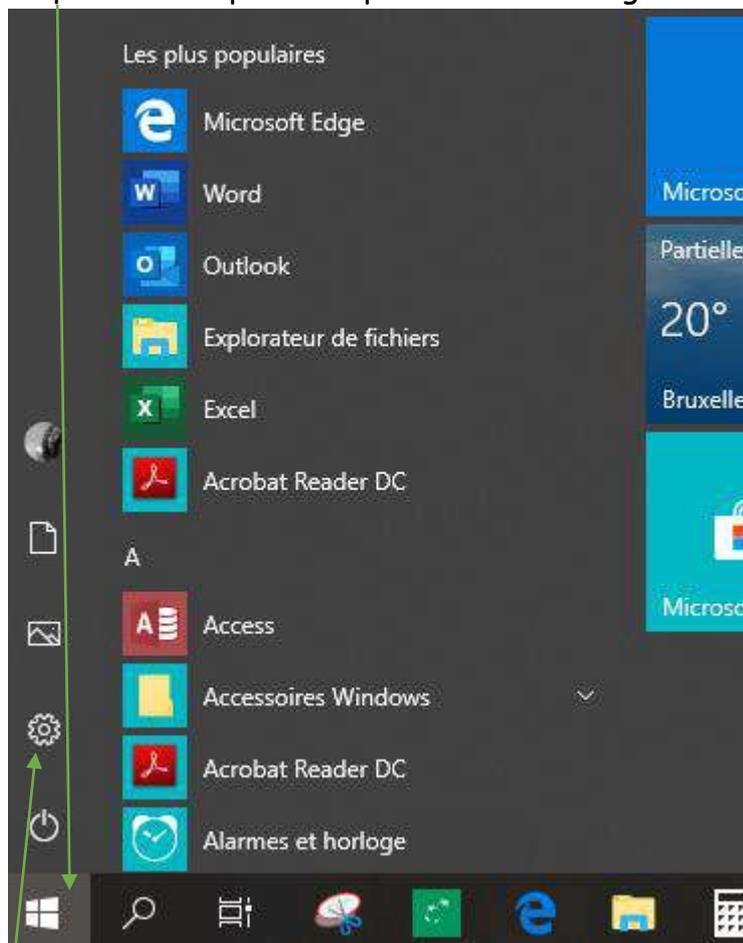 Les plus populaires
Microsoft Edge
Word
Outlook
Explorateur de fichiers
Excel
Acrobat Reader DC
A
Access
Accessoires Windows
Acrobat Reader DC
Alarmes et horloge
Microso
Partielle
20°
Bruxelle
Microso